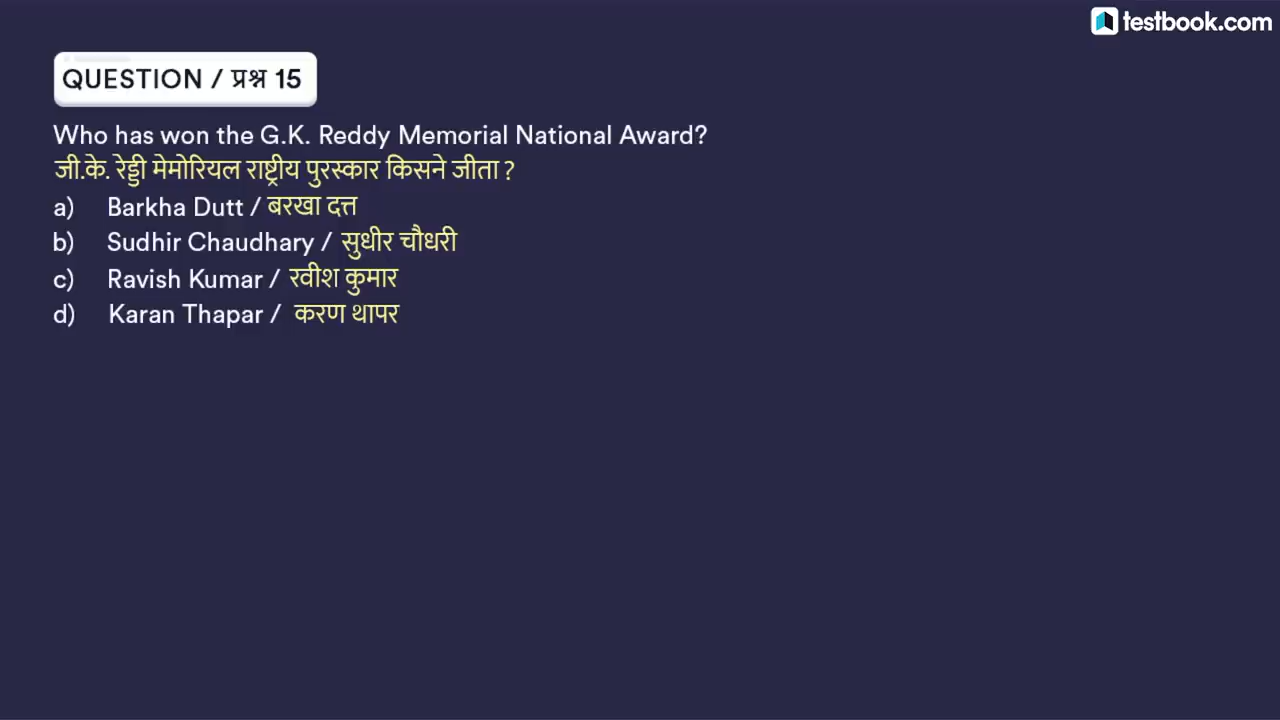 testbook.com
QUESTION / प्रश्न 15
Who has won the G.K. Reddy Memorial National Award?
जी.के. रेड्डी मेमोरियल राष्ट्रीय पुरस्कार किसने जीता ?
a) Barkha Dutt / बरखा दत्त
b) Sudhir Chaudhary / सुधीर चौधरी
c) Ravish Kumar / रवीश कुमार
d) Karan Thapar / करण थापर